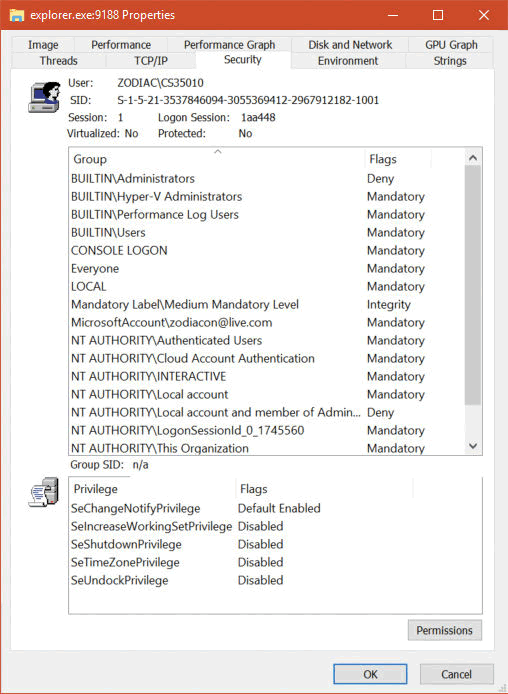 explorer.exe:9188 Properties
Image Performance Performance Graph Disk and Network GPU Graph
Threads TCP/IP Security Environment Strings
User: ZODIAC\CS35010
SID: S-1-5-21-3537846094-3055369412-2967912182-1001
Session: 1 Logon Session: 1aa448
Virtualized: No Protected: No
Group Flags
BUILTIN\Administrators Deny
BUILTIN\Hyper-V Administrators Mandatory
BUILTIN\Performance Log Users Mandatory
BUILTIN\Users Mandatory
CONSOLE LOGON Mandatory
Everyone Mandatory
LOCAL Mandatory
Mandatory Label\Medium Mandatory Level Integrity
MicrosoftAccount\zodiacon@live.com Mandatory
NT AUTHORITY\Authenticated Users Mandatory
NT AUTHORITY\Cloud Account Authentication Mandatory
NT AUTHORITY\INTERACTIVE Mandatory
NT AUTHORITY\Local account Mandatory
NT AUTHORITY\Local account and member of Admin... Deny
NT AUTHORITY\LogonSessionId_0_1745560 Mandatory
NT AUTHORITY\This Organization Mandatory
Group SID: n/a
Privilege Flags
SeChangeNotifyPrivilege Default Enabled
SeIncreaseWorkingSetPrivilege Disabled
SeShutdownPrivilege Disabled
SeTimeZonePrivilege Disabled
SeUndockPrivilege Disabled
Permissions
OK Cancel